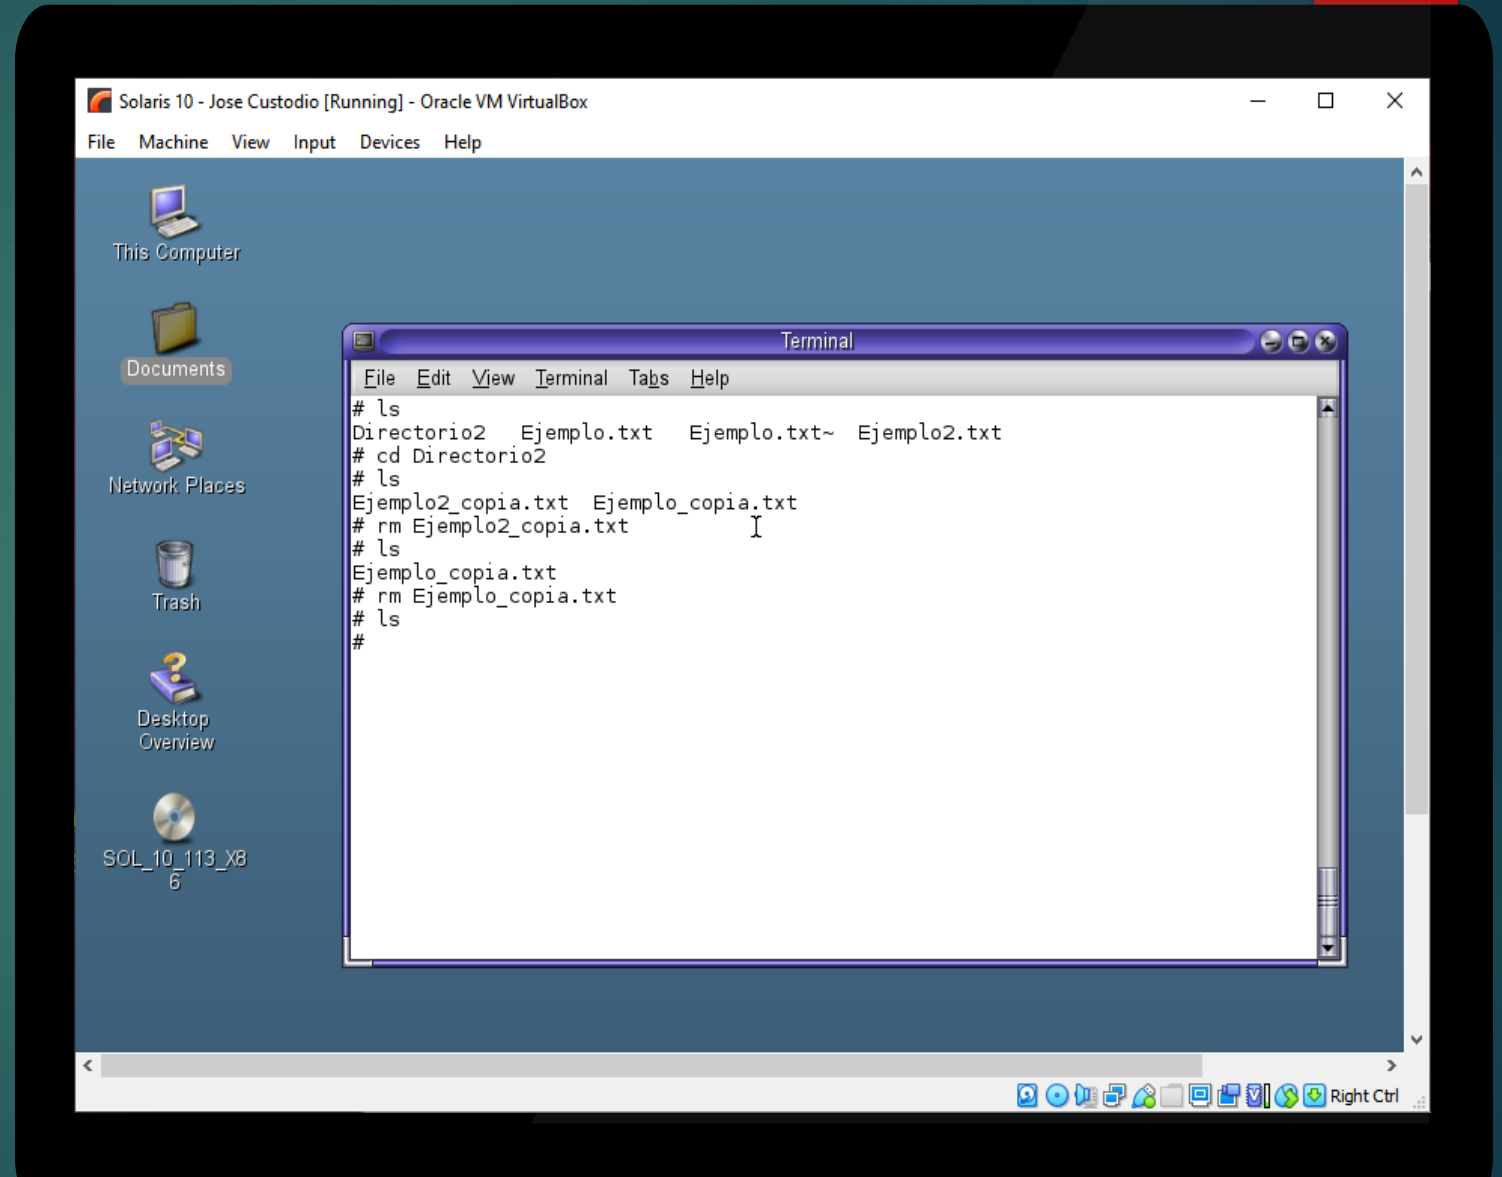 Solaris 10 - Jose Custodio [Running] - Oracle VM VirtualBox
File Machine View Input Devices Help
This Computer
Documents
Network Places
Trash
Desktop
Overview
SOL_10_113_X8
6
Terminal
File Edit View Terminal Tabs Help
# ls
Directorio2 Ejemplo.txt Ejemplo.txt~ Ejemplo2.txt
# cd Directorio2
# ls
Ejemplo2_copia.txt Ejemplo_copia.txt
# rm Ejemplo2_copia.txt
# ls
Ejemplo_copia.txt
# rm Ejemplo_copia.txt
# ls
#
Right Ctrl